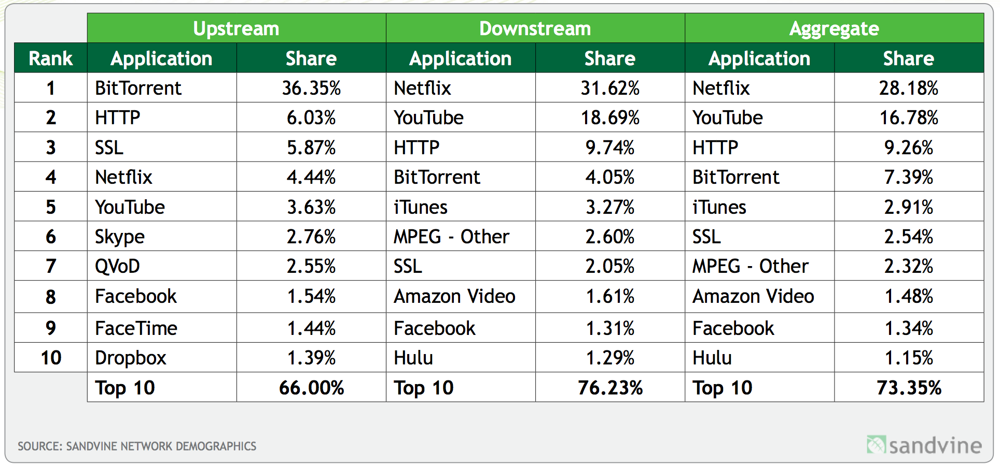 Upstream Downstream Aggregate
Rank Application Share Application Share Application Share
1 BitTorrent 36.35% Netflix 31.62% Netflix 28.18%
2 HTTP 6.03% YouTube 18.69% YouTube 16.78%
3 SSL 5.87% HTTP 9.74% HTTP 9.26%
4 Netflix 4.44% BitTorrent 4.05% BitTorrent 7.39%
5 YouTube 3.63% iTunes 3.27% iTunes 2.91%
6 Skype 2.76% MPEG - Other 2.60% SSL 2.54%
7 QVoD 2.55% SSL 2.05% MPEG - Other 2.32%
8 Facebook 1.54% Amazon Video 1.61% Amazon Video 1.48%
9 FaceTime 1.44% Facebook 1.31% Facebook 1.34%
10 Dropbox 1.39% Hulu 1.29% Hulu 1.15%
Top 10 66.00% Top 10 76.23% Top 10 73.35%
SOURCE: SANDVINE NETWORK DEMOGRAPHICS
sandvine